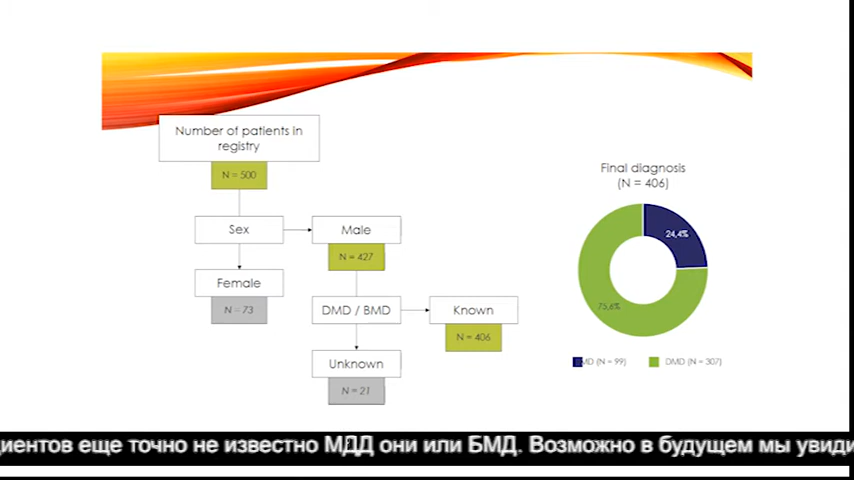 Number of patients in
registry
N = 500
Sex
Male
N = 427
Female
N = 73
DMD / BMD
Known
N = 406
Unknown
N = 21
Final diagnosis
(N = 406)
24,4%
75,6%
MD (N = 99)
DMD (N = 307)
еще точно не известно МДД они или БМД. Возможно в будущем мы